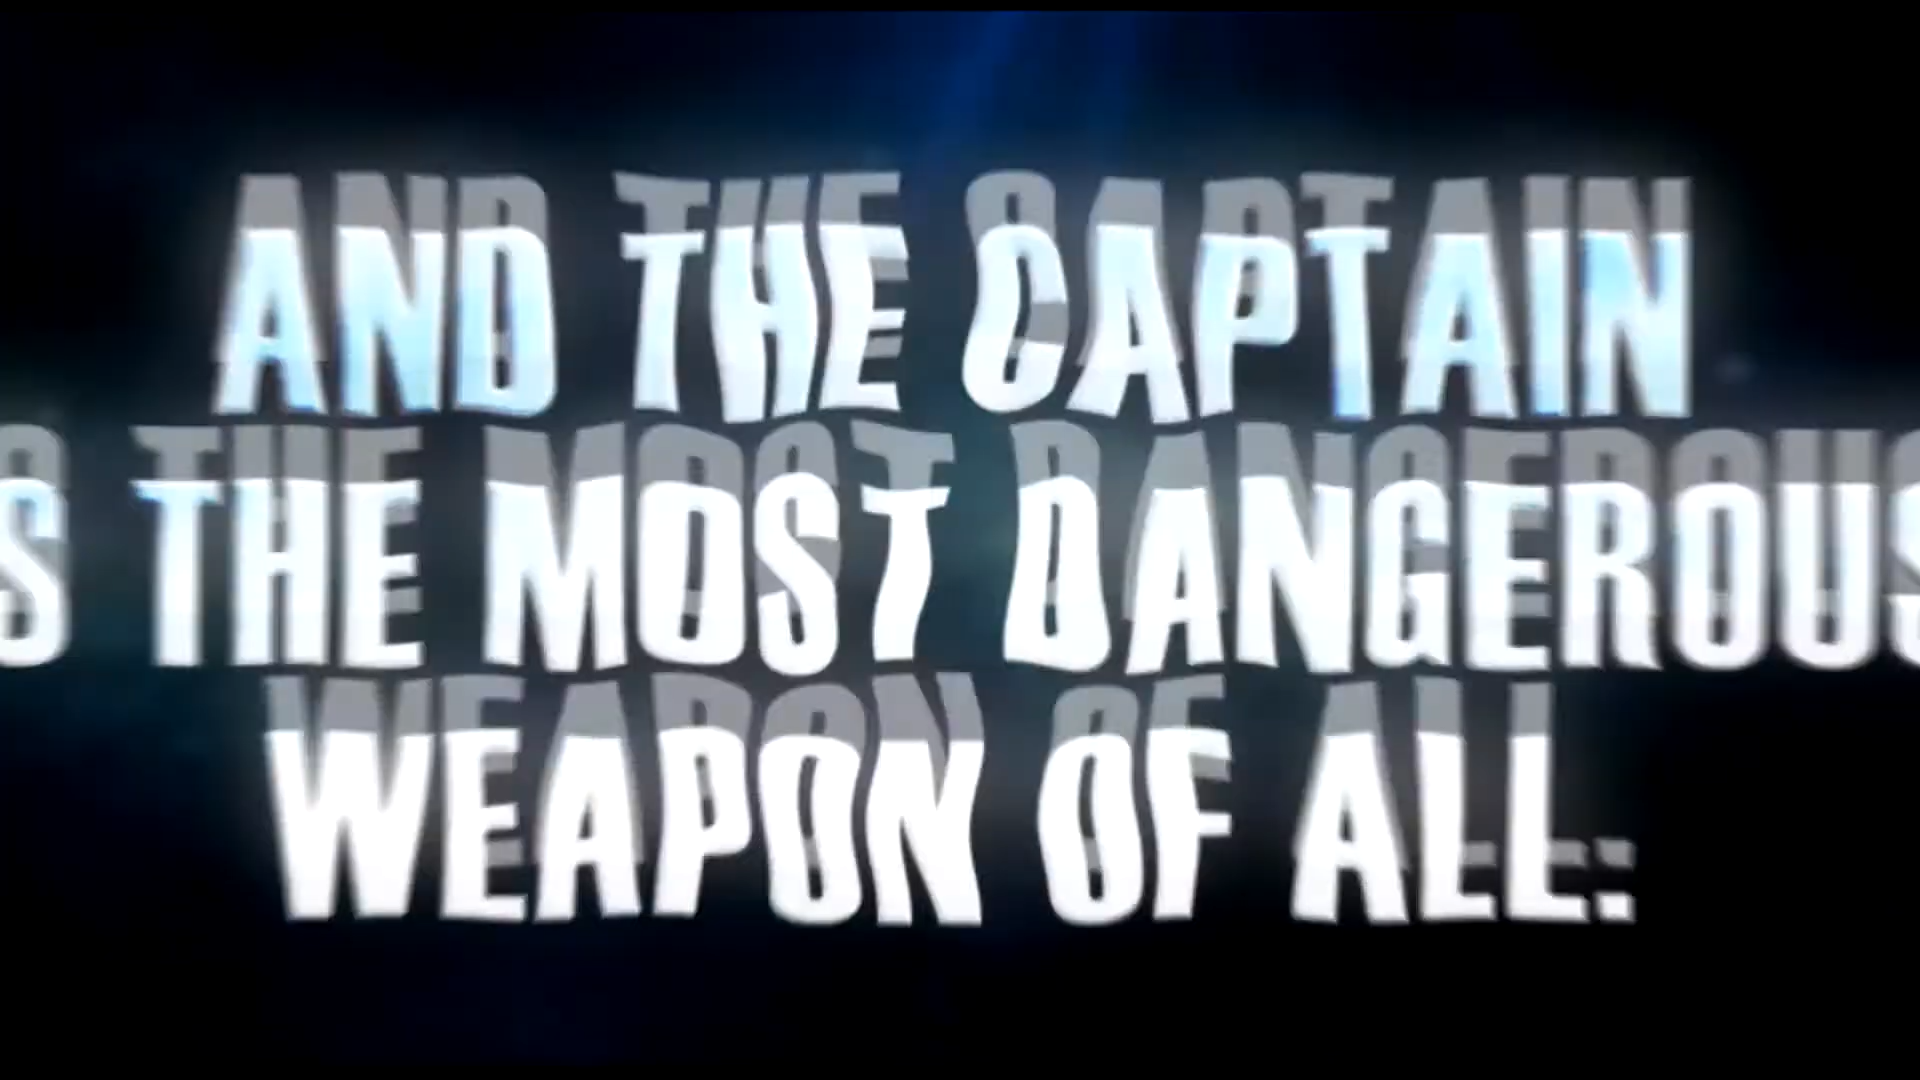 AND THE CAPTAIN
S THE MOST DANGEROUS
WEAPON OF ALL: